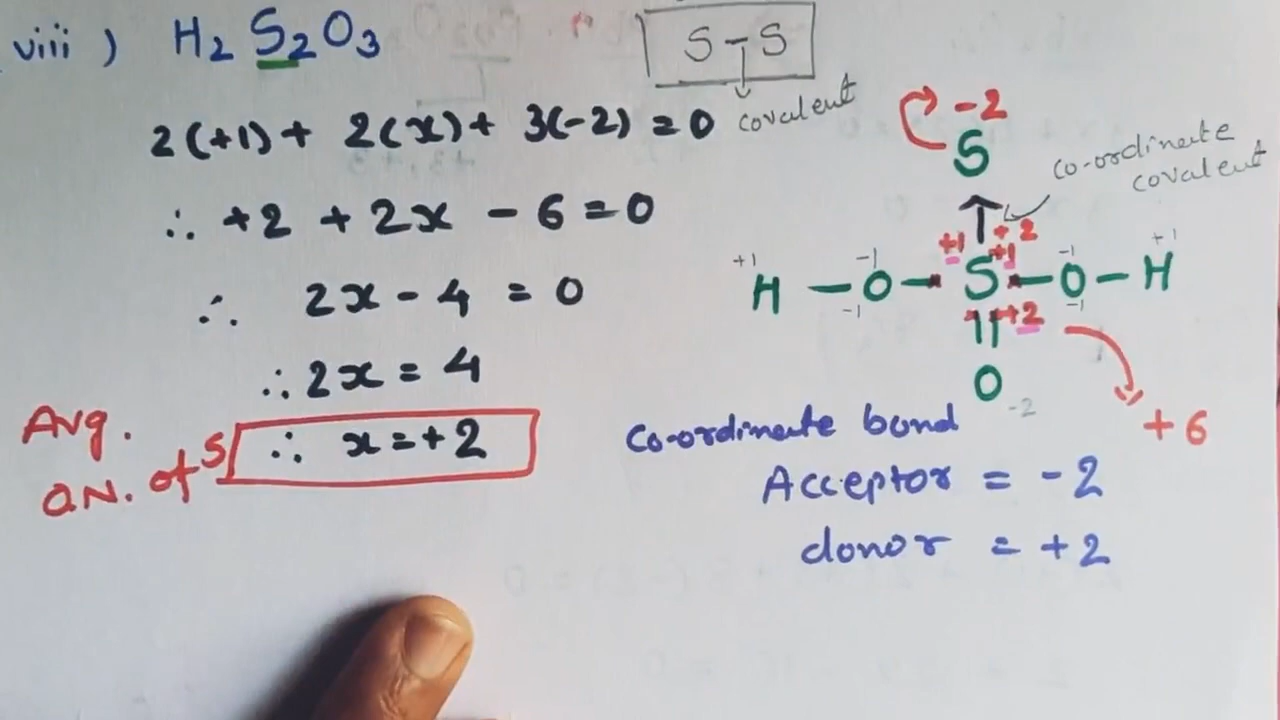 viii ) H2 S2O3
S-S
covalent
2(+1) + 2(x) + 3(-2) = 0
∴ +2 + 2x - 6 = 0
∴ 2x - 4 = 0
∴ 2x = 4
Avg. O.N. of S ∴ x = +2
-2
S
co-ordinate
covalent
↑
+1 +2
+1
+1 -1 -1 +1
H - O - S - O - H
-1 -1
+2
||
O
-2
+6
Co-ordinate bond
Acceptor = -2
donor = +2